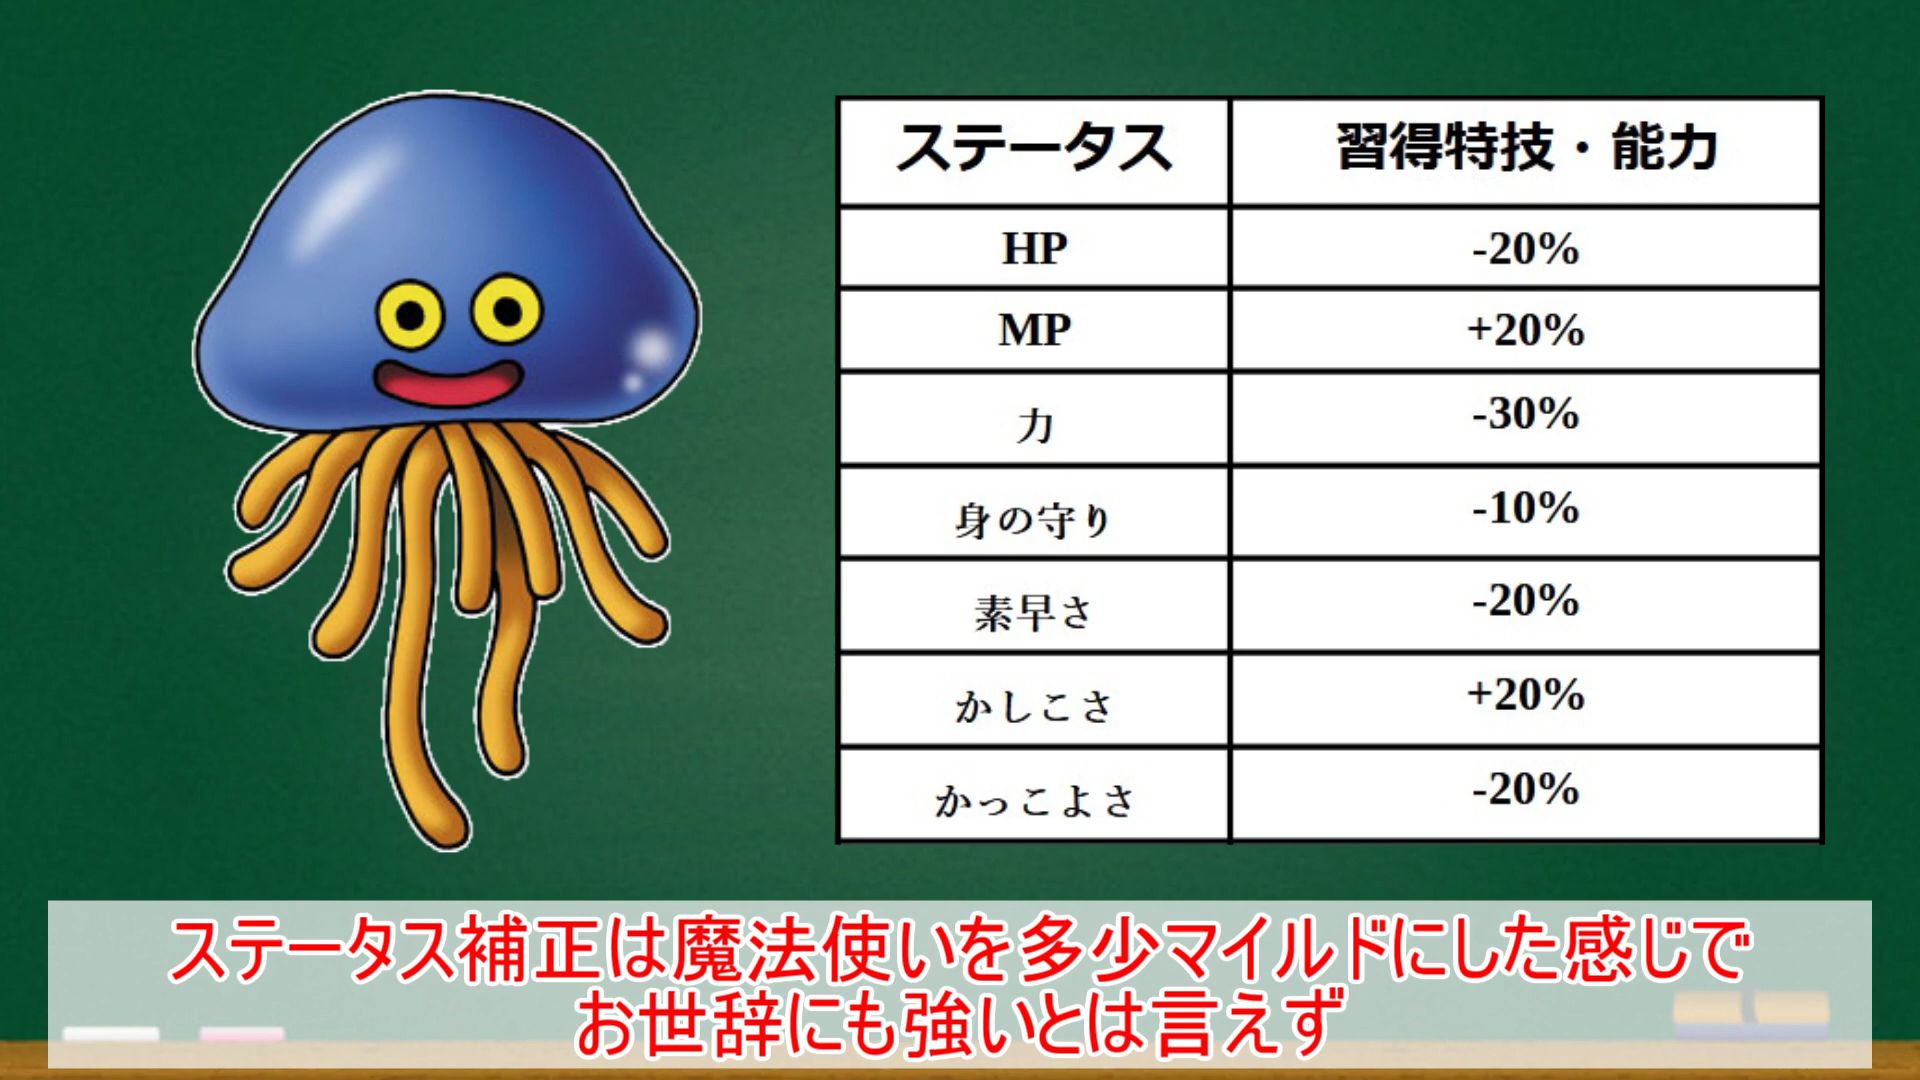 ステータス 習得特技・能力
HP -20%
MP +20%
力 -30%
身の守り -10%
素早さ -20%
かしこさ +20%
かっこよさ -20%
ステータス補正は魔法使いを多少マイルドにした感じで
お世辞にも強いとは言えず